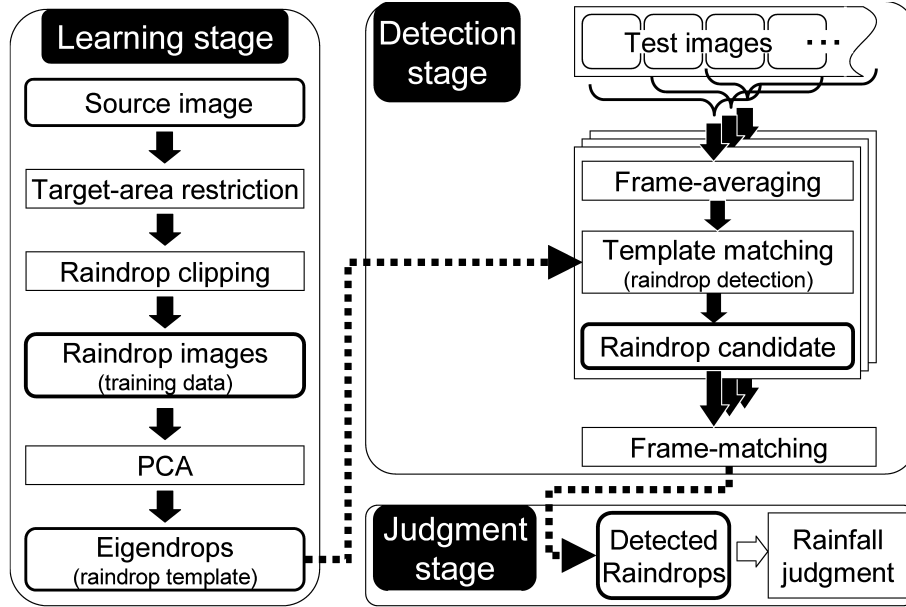 Learning stage
Source image
Target-area restriction
Raindrop clipping
Raindrop images
(training data)
PCA
Eigendrops
(raindrop template)
Detection
stage
Test images ...
Frame-averaging
Template matching
(raindrop detection)
Raindrop candidate
Frame-matching
Judgment
stage
Detected
Raindrops
Rainfall
judgment